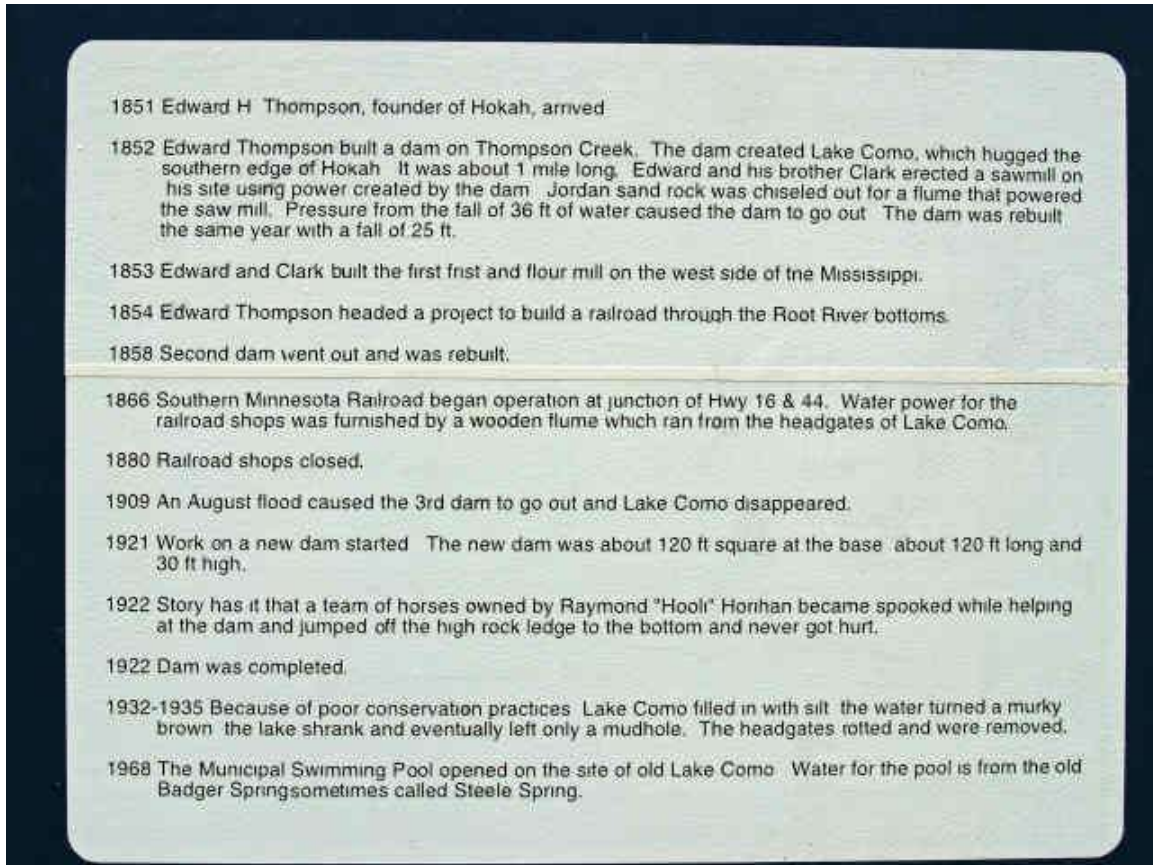 1851 Edward H Thompson, founder of Hokah, arrived
1852 Edward Thompson built a dam on Thompson Creek. The dam created Lake Como, which hugged the
southern edge of Hokah It was about 1 mile long. Edward and his brother Clark erected a sawmill on
his site using power created by the dam Jordan sand rock was chiseled out for a flume that powered
the saw mill. Pressure from the fall of 36 ft of water caused the dam to go out The dam was rebuilt
the same year with a fall of 25 ft.
1853 Edward and Clark built the first frist and flour mill on the west side of tne Mississippi.
1854 Edward Thompson headed a project to build a railroad through the Root River bottoms.
1858 Second dam went out and was rebuilt.
1866 Southern Minnesota Railroad began operation at junction of Hwy 16 & 44. Water power for the
railroad shops was furnished by a wooden flume which ran from the headgates of Lake Como.
1880 Railroad shops closed.
1909 An August flood caused the 3rd dam to go out and Lake Como disappeared.
1921 Work on a new dam started The new dam was about 120 ft square at the base about 120 ft long and
30 ft high.
1922 Story has it that a team of horses owned by Raymond "Hooli" Horihan became spooked while helping
at the dam and jumped off the high rock ledge to the bottom and never got hurt.
1922 Dam was completed.
1932-1935 Because of poor conservation practices Lake Como filled in with silt the water turned a murky
brown the lake shrank and eventually left only a mudhole. The headgates rotted and were removed.
1968 The Municipal Swimming Pool opened on the site of old Lake Como Water for the pool is from the old
Badger Springsometimes called Steele Spring.